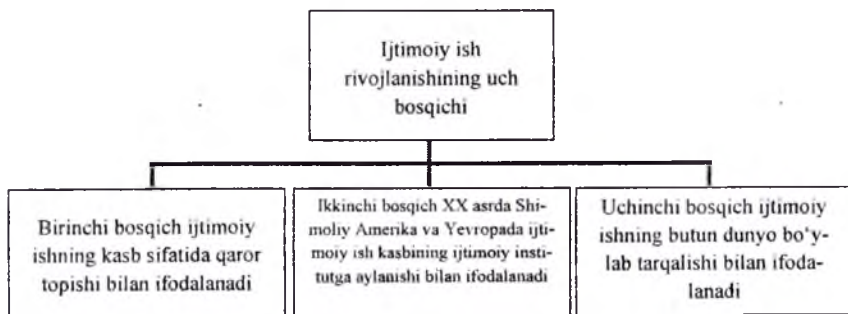 Ijtimoiy ish
rivojlanishining uch
bosqichi
Birinchi bosqich ijtimoiy
ishning kasb sifatida qaror
topishi bilan ifodalanadi
Ikkinchi bosqich XX asrda Shi-
moliy Amerika va Yevropada ijti-
moiy ish kasbining ijtimoiy insti-
tutga aylanishi bilan ifodalanadi
Uchinchi bosqich ijtimoiy
ishning butun dunyo bo‘y-
lab tarqalishi bilan ifoda-
lanadi